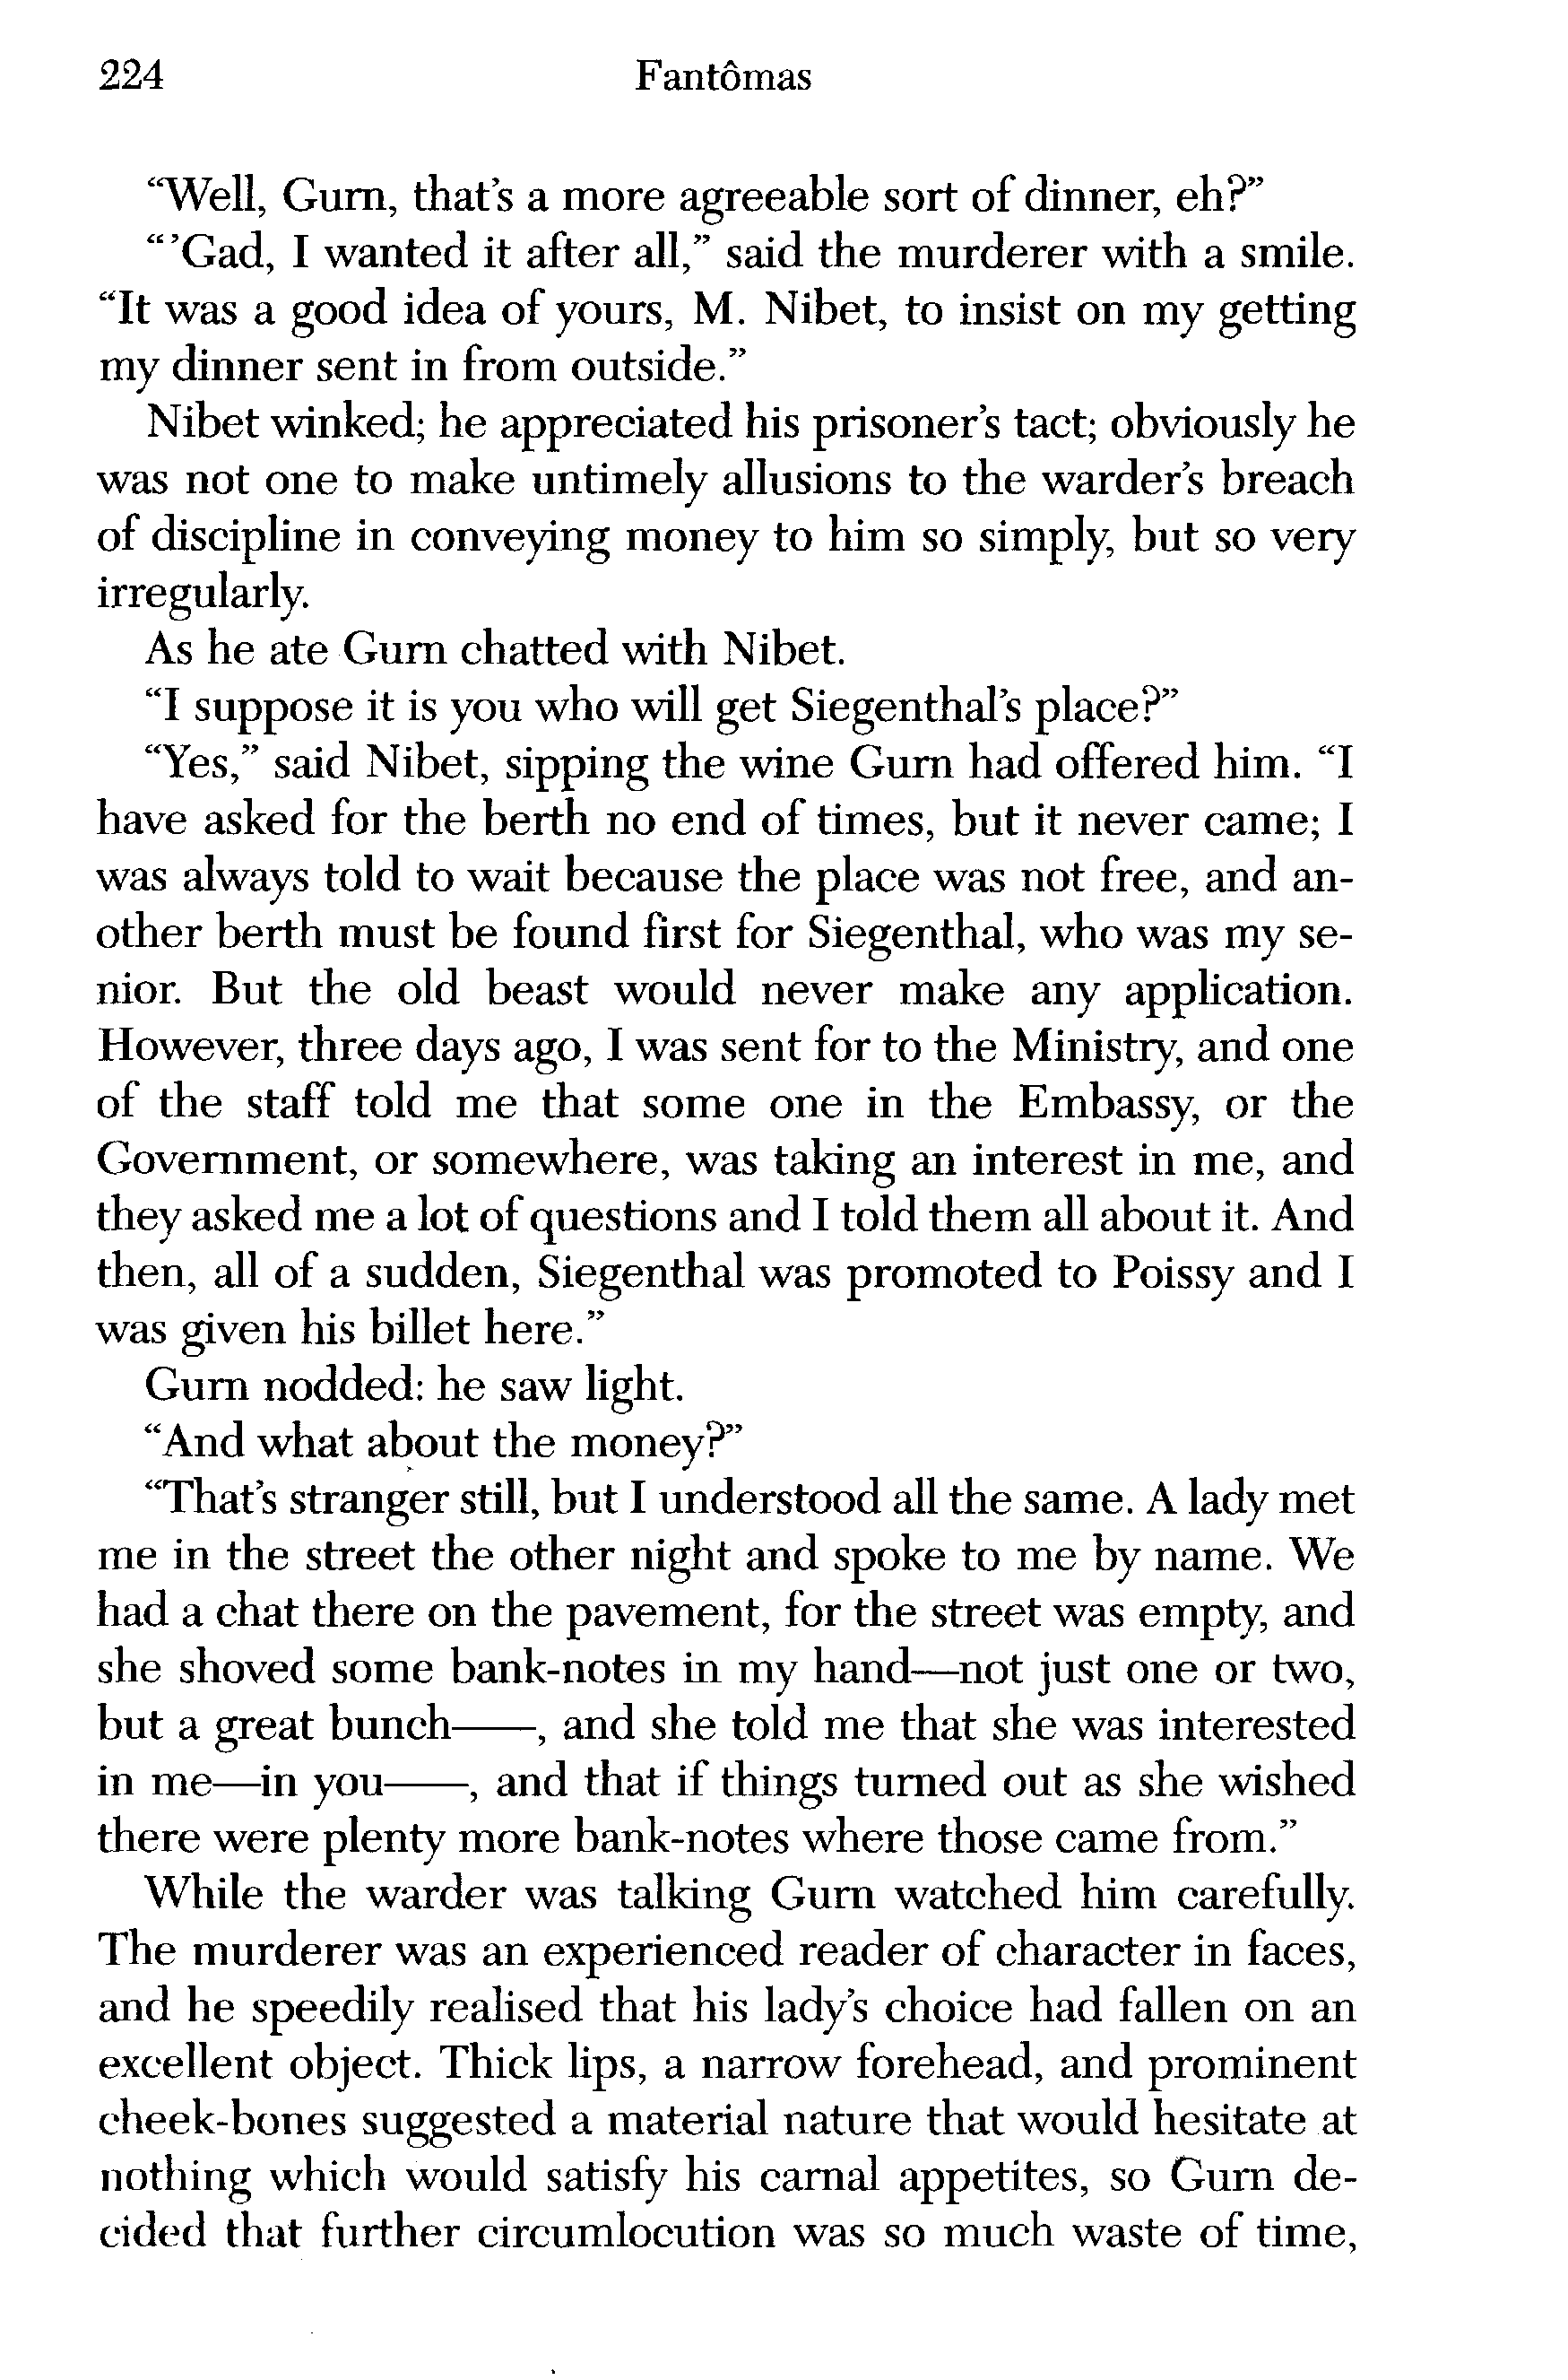 224 Fantômas
“Well, Gurn, that’s a more agreeable sort of dinner, eh?”
“’Gad, I wanted it after all,” said the murderer with a smile.
“It was a good idea of yours, M. Nibet, to insist on my getting
my dinner sent in from outside.”
Nibet winked; he appreciated his prisoner’s tact; obviously he
was not one to make untimely allusions to the warder’s breach
of discipline in conveying money to him so simply, but so very
irregularly.
As he ate Gurn chatted with Nibet.
“I suppose it is you who will get Siegenthal’s place?”
“Yes,” said Nibet, sipping the wine Gurn had offered him. “I
have asked for the berth no end of times, but it never came; I
was always told to wait because the place was not free, and an-
other berth must be found first for Siegenthal, who was my se-
nior. But the old beast would never make any application.
However, three days ago, I was sent for to the Ministry, and one
of the staff told me that some one in the Embassy, or the
Government, or somewhere, was taking an interest in me, and
they asked me a lot of questions and I told them all about it. And
then, all of a sudden, Siegenthal was promoted to Poissy and I
was given his billet here.”
Gurn nodded: he saw light.
“And what about the money?”
“That’s stranger still, but I understood all the same. A lady met
me in the street the other night and spoke to me by name. We
had a chat there on the pavement, for the street was empty, and
she shoved some bank-notes in my hand—not just one or two,
but a great bunch——, and she told me that she was interested
in me—in you——, and that if things turned out as she wished
there were plenty more bank-notes where those came from.”
While the warder was talking Gurn watched him carefully.
The murderer was an experienced reader of character in faces,
and he speedily realised that his lady’s choice had fallen on an
excellent object. Thick lips, a narrow forehead, and prominent
cheek-bones suggested a material nature that would hesitate at
nothing which would satisfy his carnal appetites, so Gurn de-
cided that further circumlocution was so much waste of time,